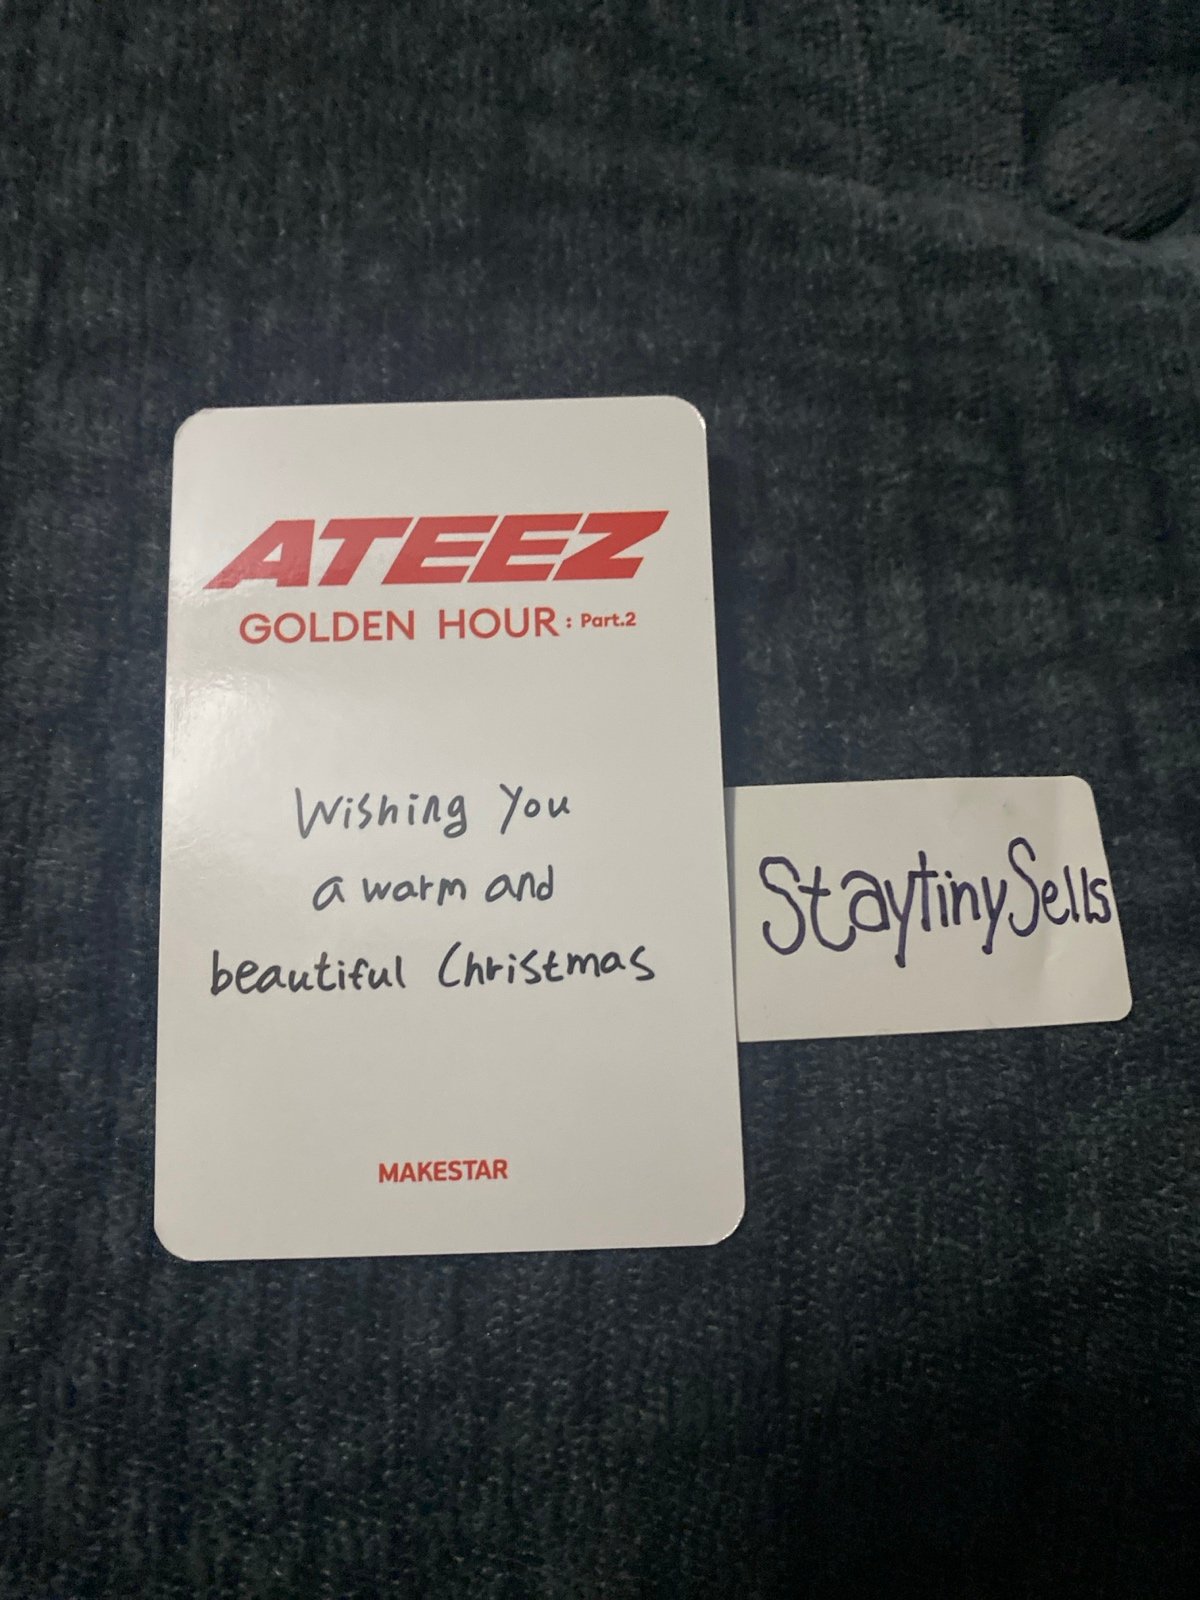 ATEEZ
GOLDEN HOUR : Part.2
Wishing you
a warm and
beautiful Christmas
MAKESTAR
StaytinySells